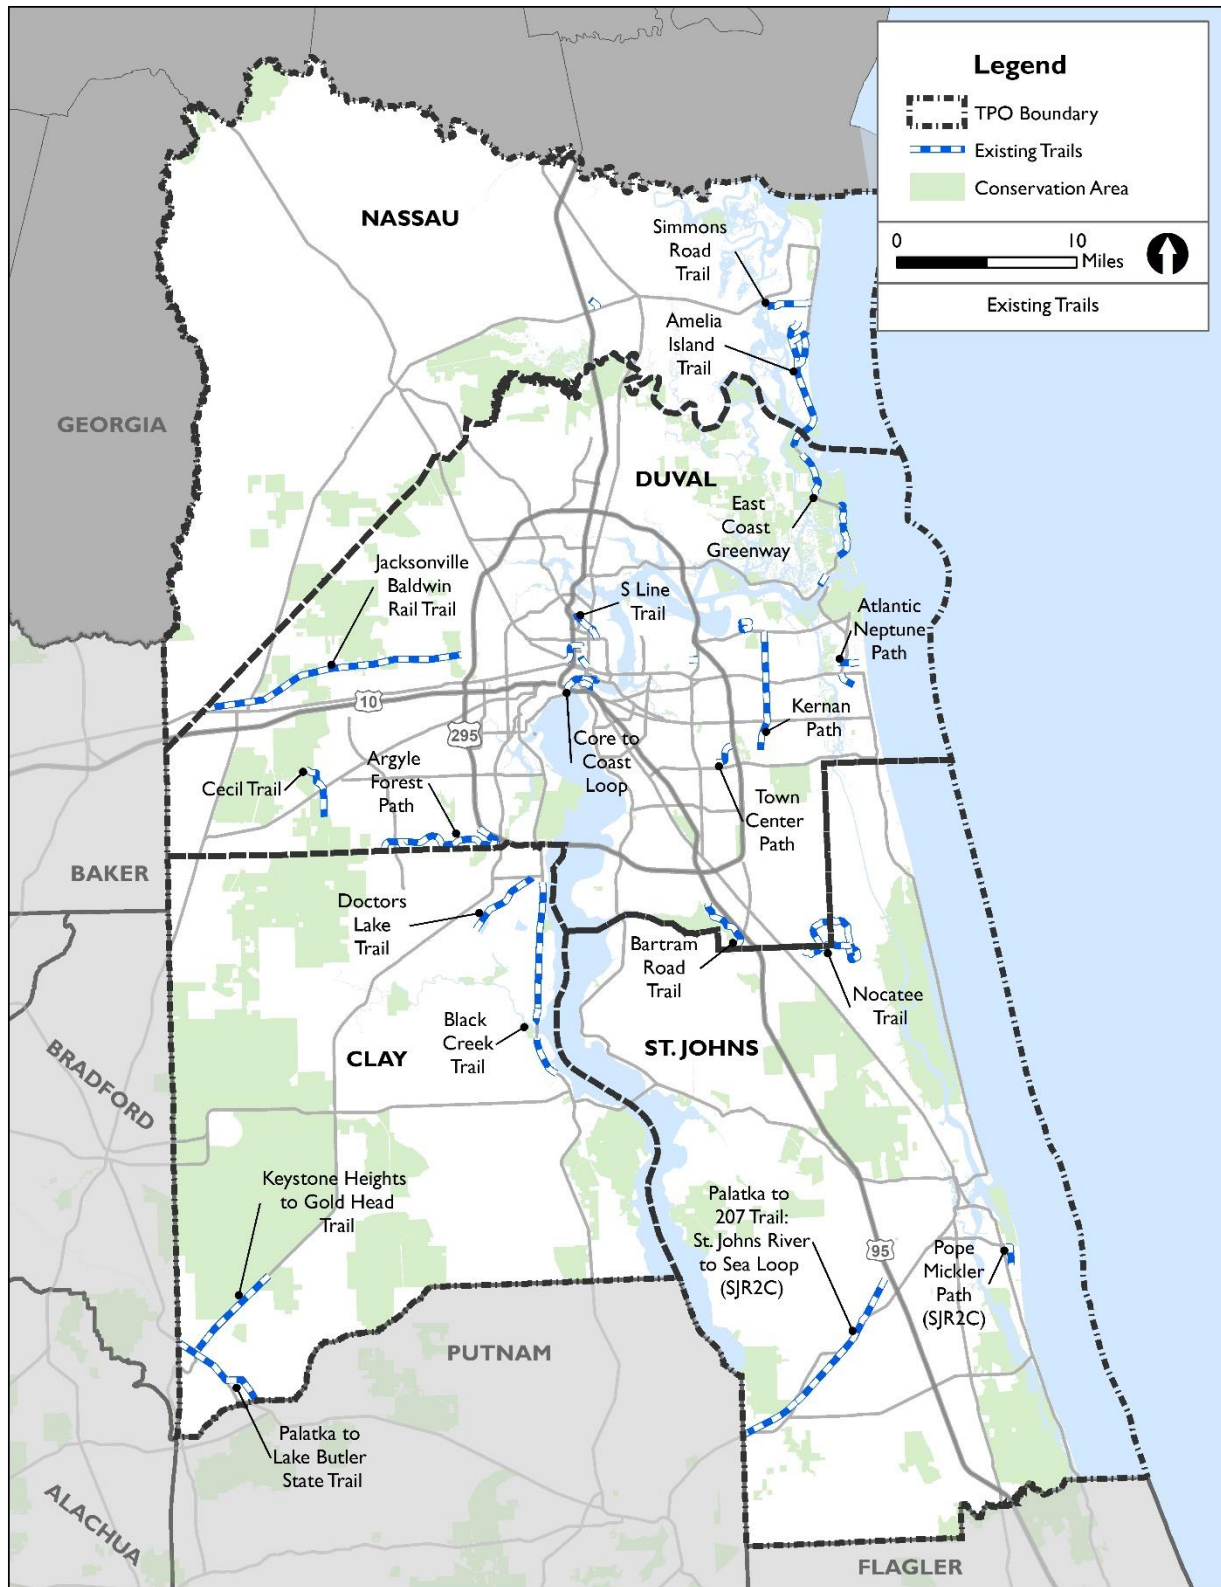 Legend
TPO Boundary
Existing Trails
Conservation Area
0
10
Miles
Existing Trails
NASSAU
Simmons
Road
Trail
Amelia
Island
Trail
GEORGIA
DUVAL
East
Coast
Greenway
Jacksonville
Baldwin
Rail Trail
S Line
Trail
Atlantic
Neptune
Path
10
295
Kernan
Path
Core to
Coast
Loop
Argyle
Forest
Path
Cecil Trail
Town
Center
Path
BAKER
Doctors
Lake
Trail
Bartram
Road
Trail
Nocatee
Trail
Black
Creek
Trail
CLAY
ST. JOHNS
BRADFORD
Keystone Heights
to Gold Head
Trail
Palatka to
207 Trail:
St. Johns River
to Sea Loop
(SJR2C)
95
Pope
Mickler
Path
(SJR2C)
PUTNAM
Palatka to
Lake Butler
State Trail
ALACHUA
FLAGLER